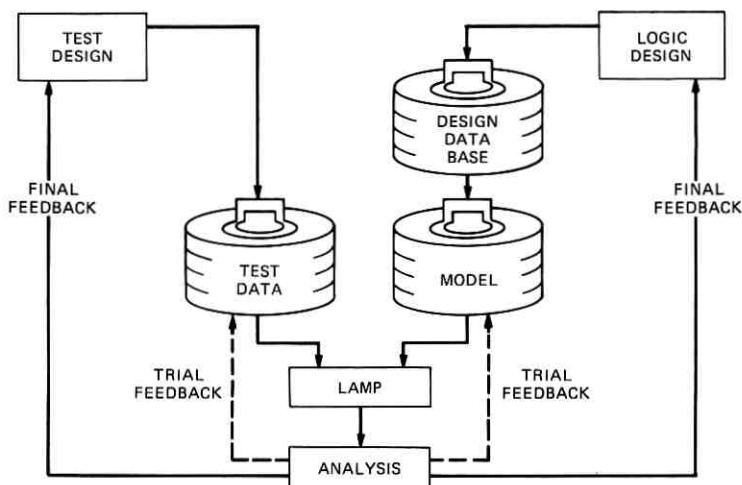 TEST
DESIGN
LOGIC
DESIGN
DESIGN
DATA
BASE
FINAL
FEEDBACK
FINAL
FEEDBACK
TEST
DATA
MODEL
TRIAL
FEEDBACK
LAMP
TRIAL
FEEDBACK
ANALYSIS